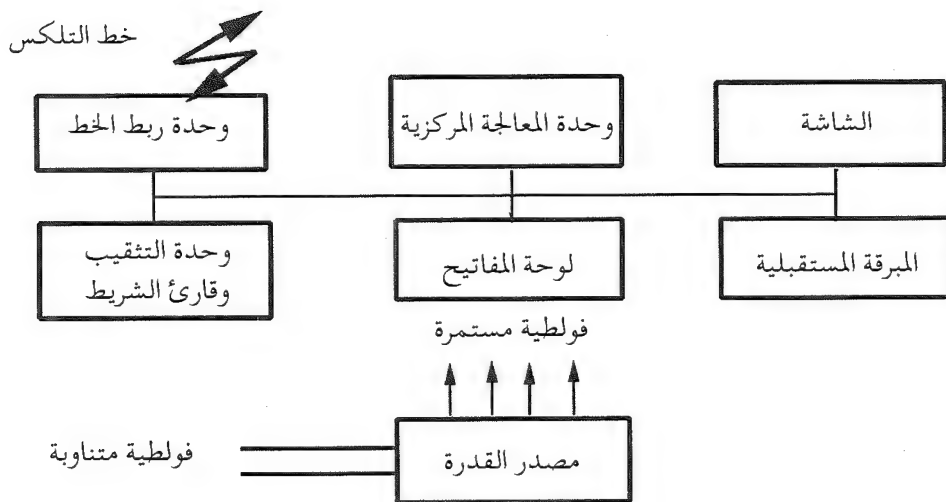 خط التلكس
الشاشة
وحدة المعالجة المركزية
وحدة ربط الخط
المبرقة المستقبلية
لوحة المفاتيح
وحدة التثقيب
وقارئ الشريط
فولطية مستمرة
مصدر القدرة
فولطية متناوبة